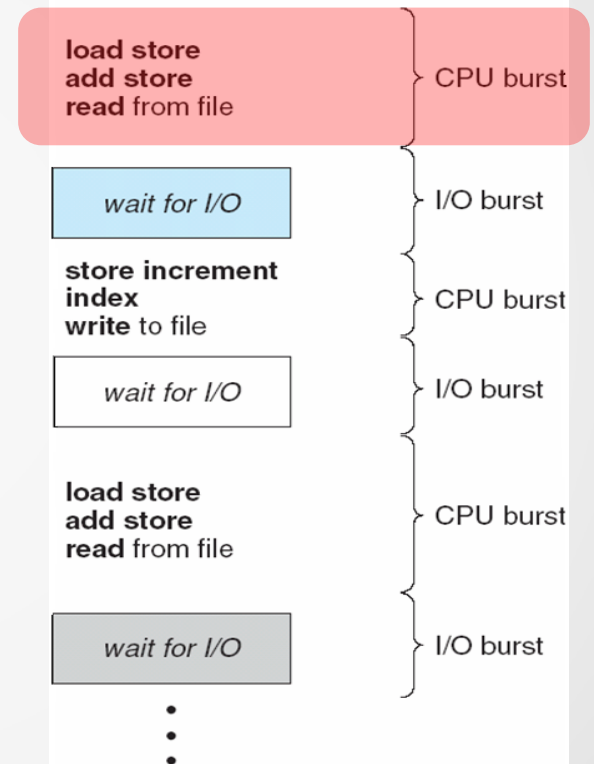 load store
add store
read from file
CPU burst
wait for I/O
I/O burst
store increment
index
write to file
CPU burst
wait for I/O
I/O burst
load store
add store
read from file
CPU burst
wait for I/O
I/O burst